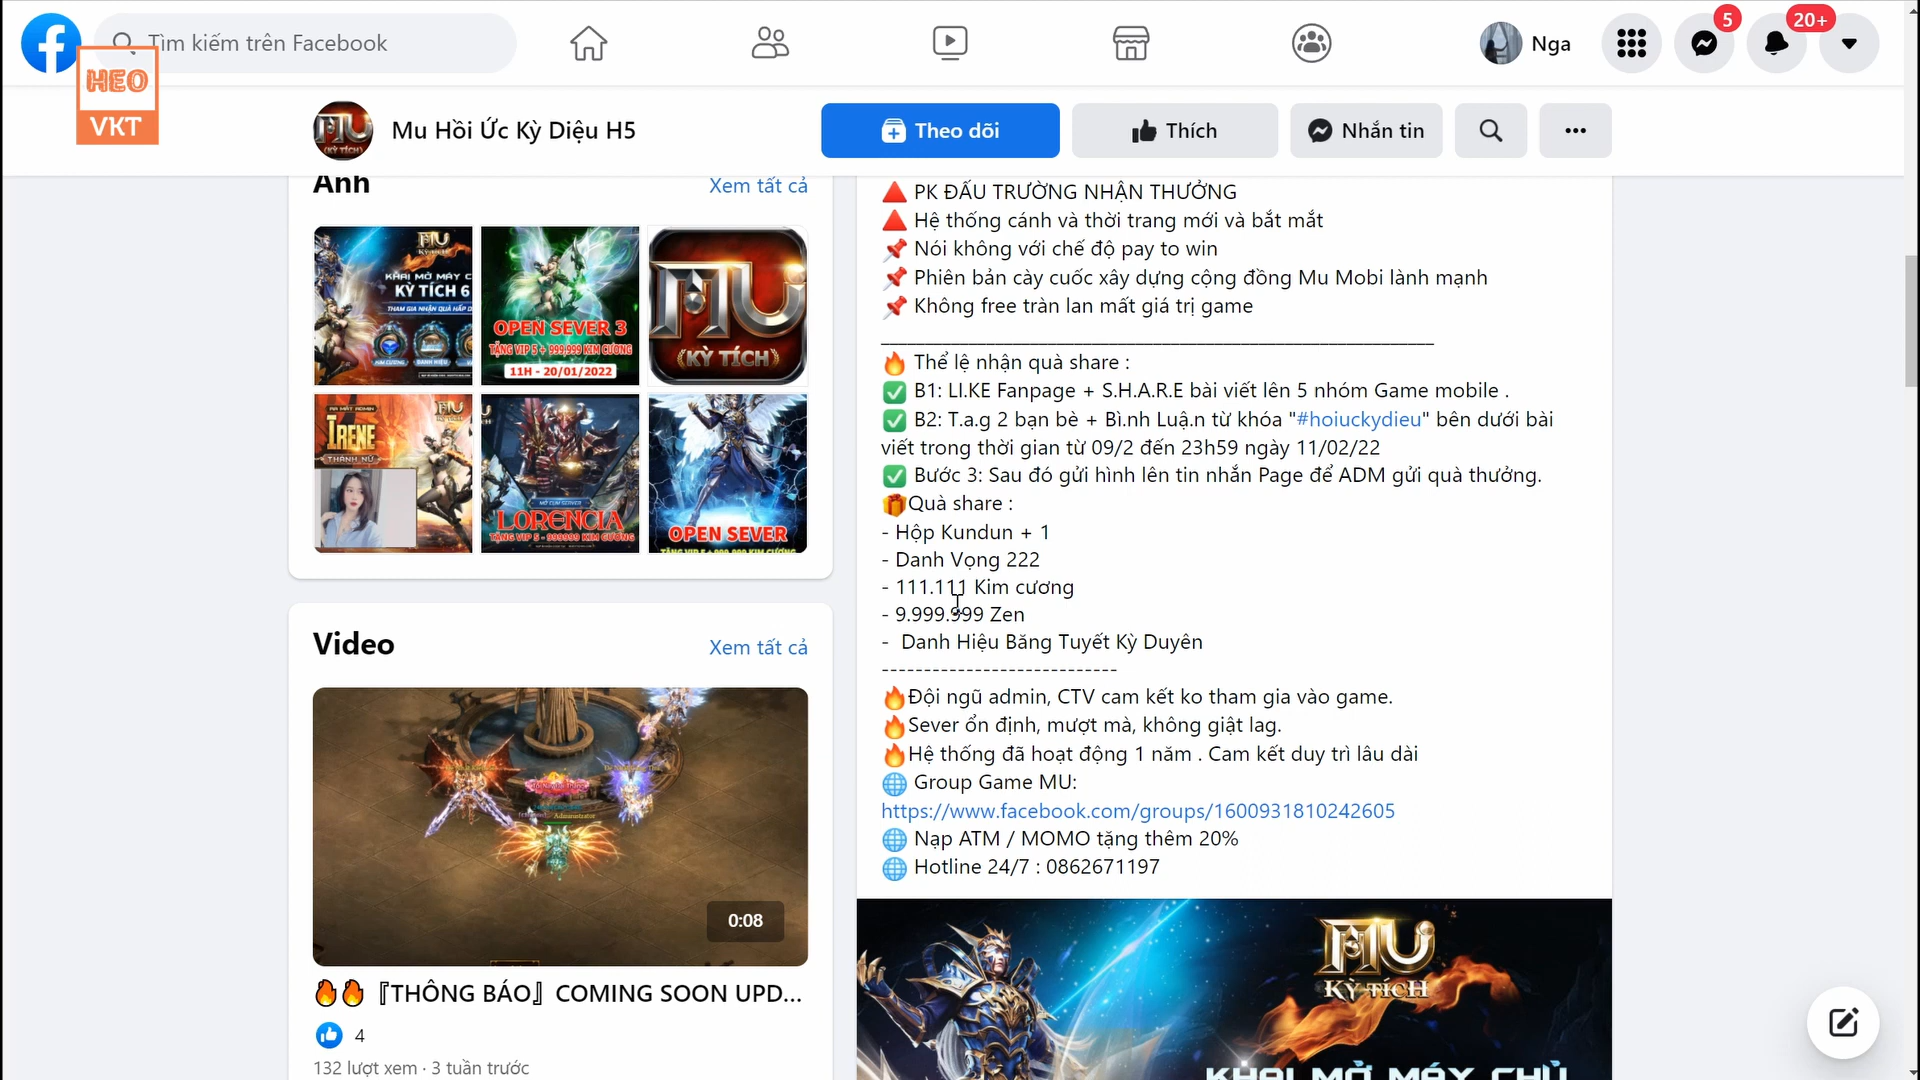 Tìm kiếm trên Facebook
Nga
5
20+
HEO
VKT
Mu Hồi Ức Kỳ Diệu H5
Theo dõi
Thích
Nhắn tin
Ảnh
Xem tất cả
MU
KỲ TÍCH 6
OPEN SEVER 3
TẶNG VIP 5 + 999.999 KIM CƯƠNG
11H - 20/01/2022
MU
KỲ TÍCH
RA MẮT ADMIN
IRENE
THÁNH NỮ
LORENCIA
TẶNG VIP 5 - 999999 KIM CƯƠNG
OPEN SEVER
Video
Xem tất cả
0:08
🔥🔥『THÔNG BÁO』COMING SOON UPD...
4
132 lượt xem · 3 tuần trước
🔺 PK ĐẤU TRƯỜNG NHẬN THƯỞNG
🔺 Hệ thống cánh và thời trang mới và bắt mắt
📌 Nói không với chế độ pay to win
📌 Phiên bản cày cuốc xây dựng cộng đồng Mu Mobi lành mạnh
📌 Không free tràn lan mất giá trị game
🔥 Thể lệ nhận quà share :
✅ B1: LI.KE Fanpage + S.H.A.R.E bài viết lên 5 nhóm Game mobile .
✅ B2: T.a.g 2 bạn bè + Bì.nh Luậ.n từ khóa "#hoiuckydieu" bên dưới bài
viết trong thời gian từ 09/2 đến 23h59 ngày 11/02/22
✅ Bước 3: Sau đó gửi hình lên tin nhắn Page để ADM gửi quà thưởng.
🎁Quà share :
- Hộp Kundun + 1
- Danh Vọng 222
- 111.111 Kim cương
- 9.999.999 Zen
- Danh Hiệu Băng Tuyết Kỳ Duyên
---------------------------
🔥Đội ngũ admin, CTV cam kết ko tham gia vào game.
🔥Sever ổn định, mượt mà, không giật lag.
🔥Hệ thống đã hoạt động 1 năm . Cam kết duy trì lâu dài
🌐 Group Game MU:
https://www.facebook.com/groups/1600931810242605
🌐 Nạp ATM / MOMO tặng thêm 20%
🌐 Hotline 24/7 : 0862671197
MU
KỲ TÍCH
KHAI MỞ MÁY CHỦ